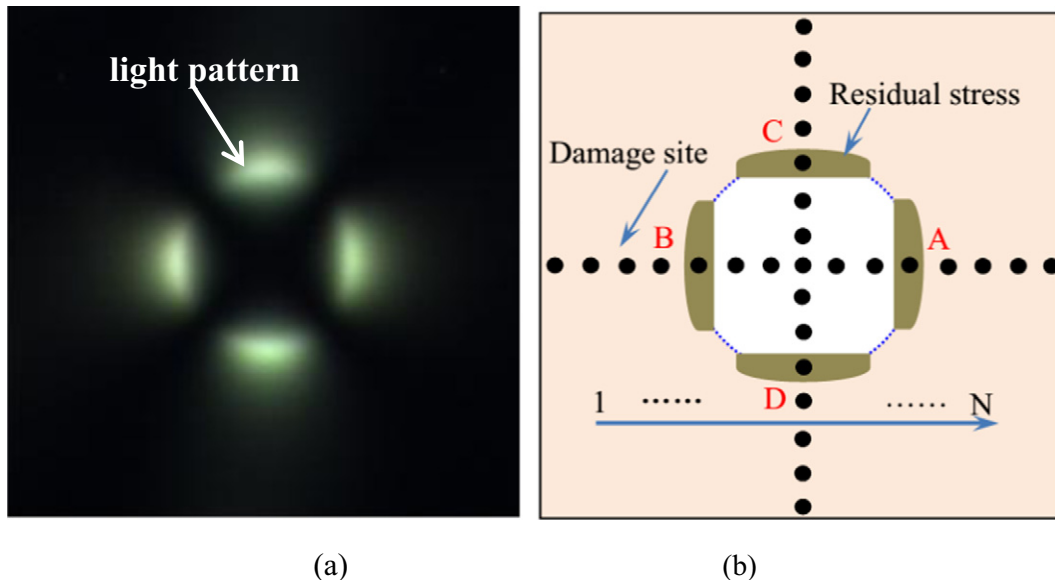 light pattern
Residual stress
C
Damage site
B
A
D
1 ...... ...... N
(a)
(b)